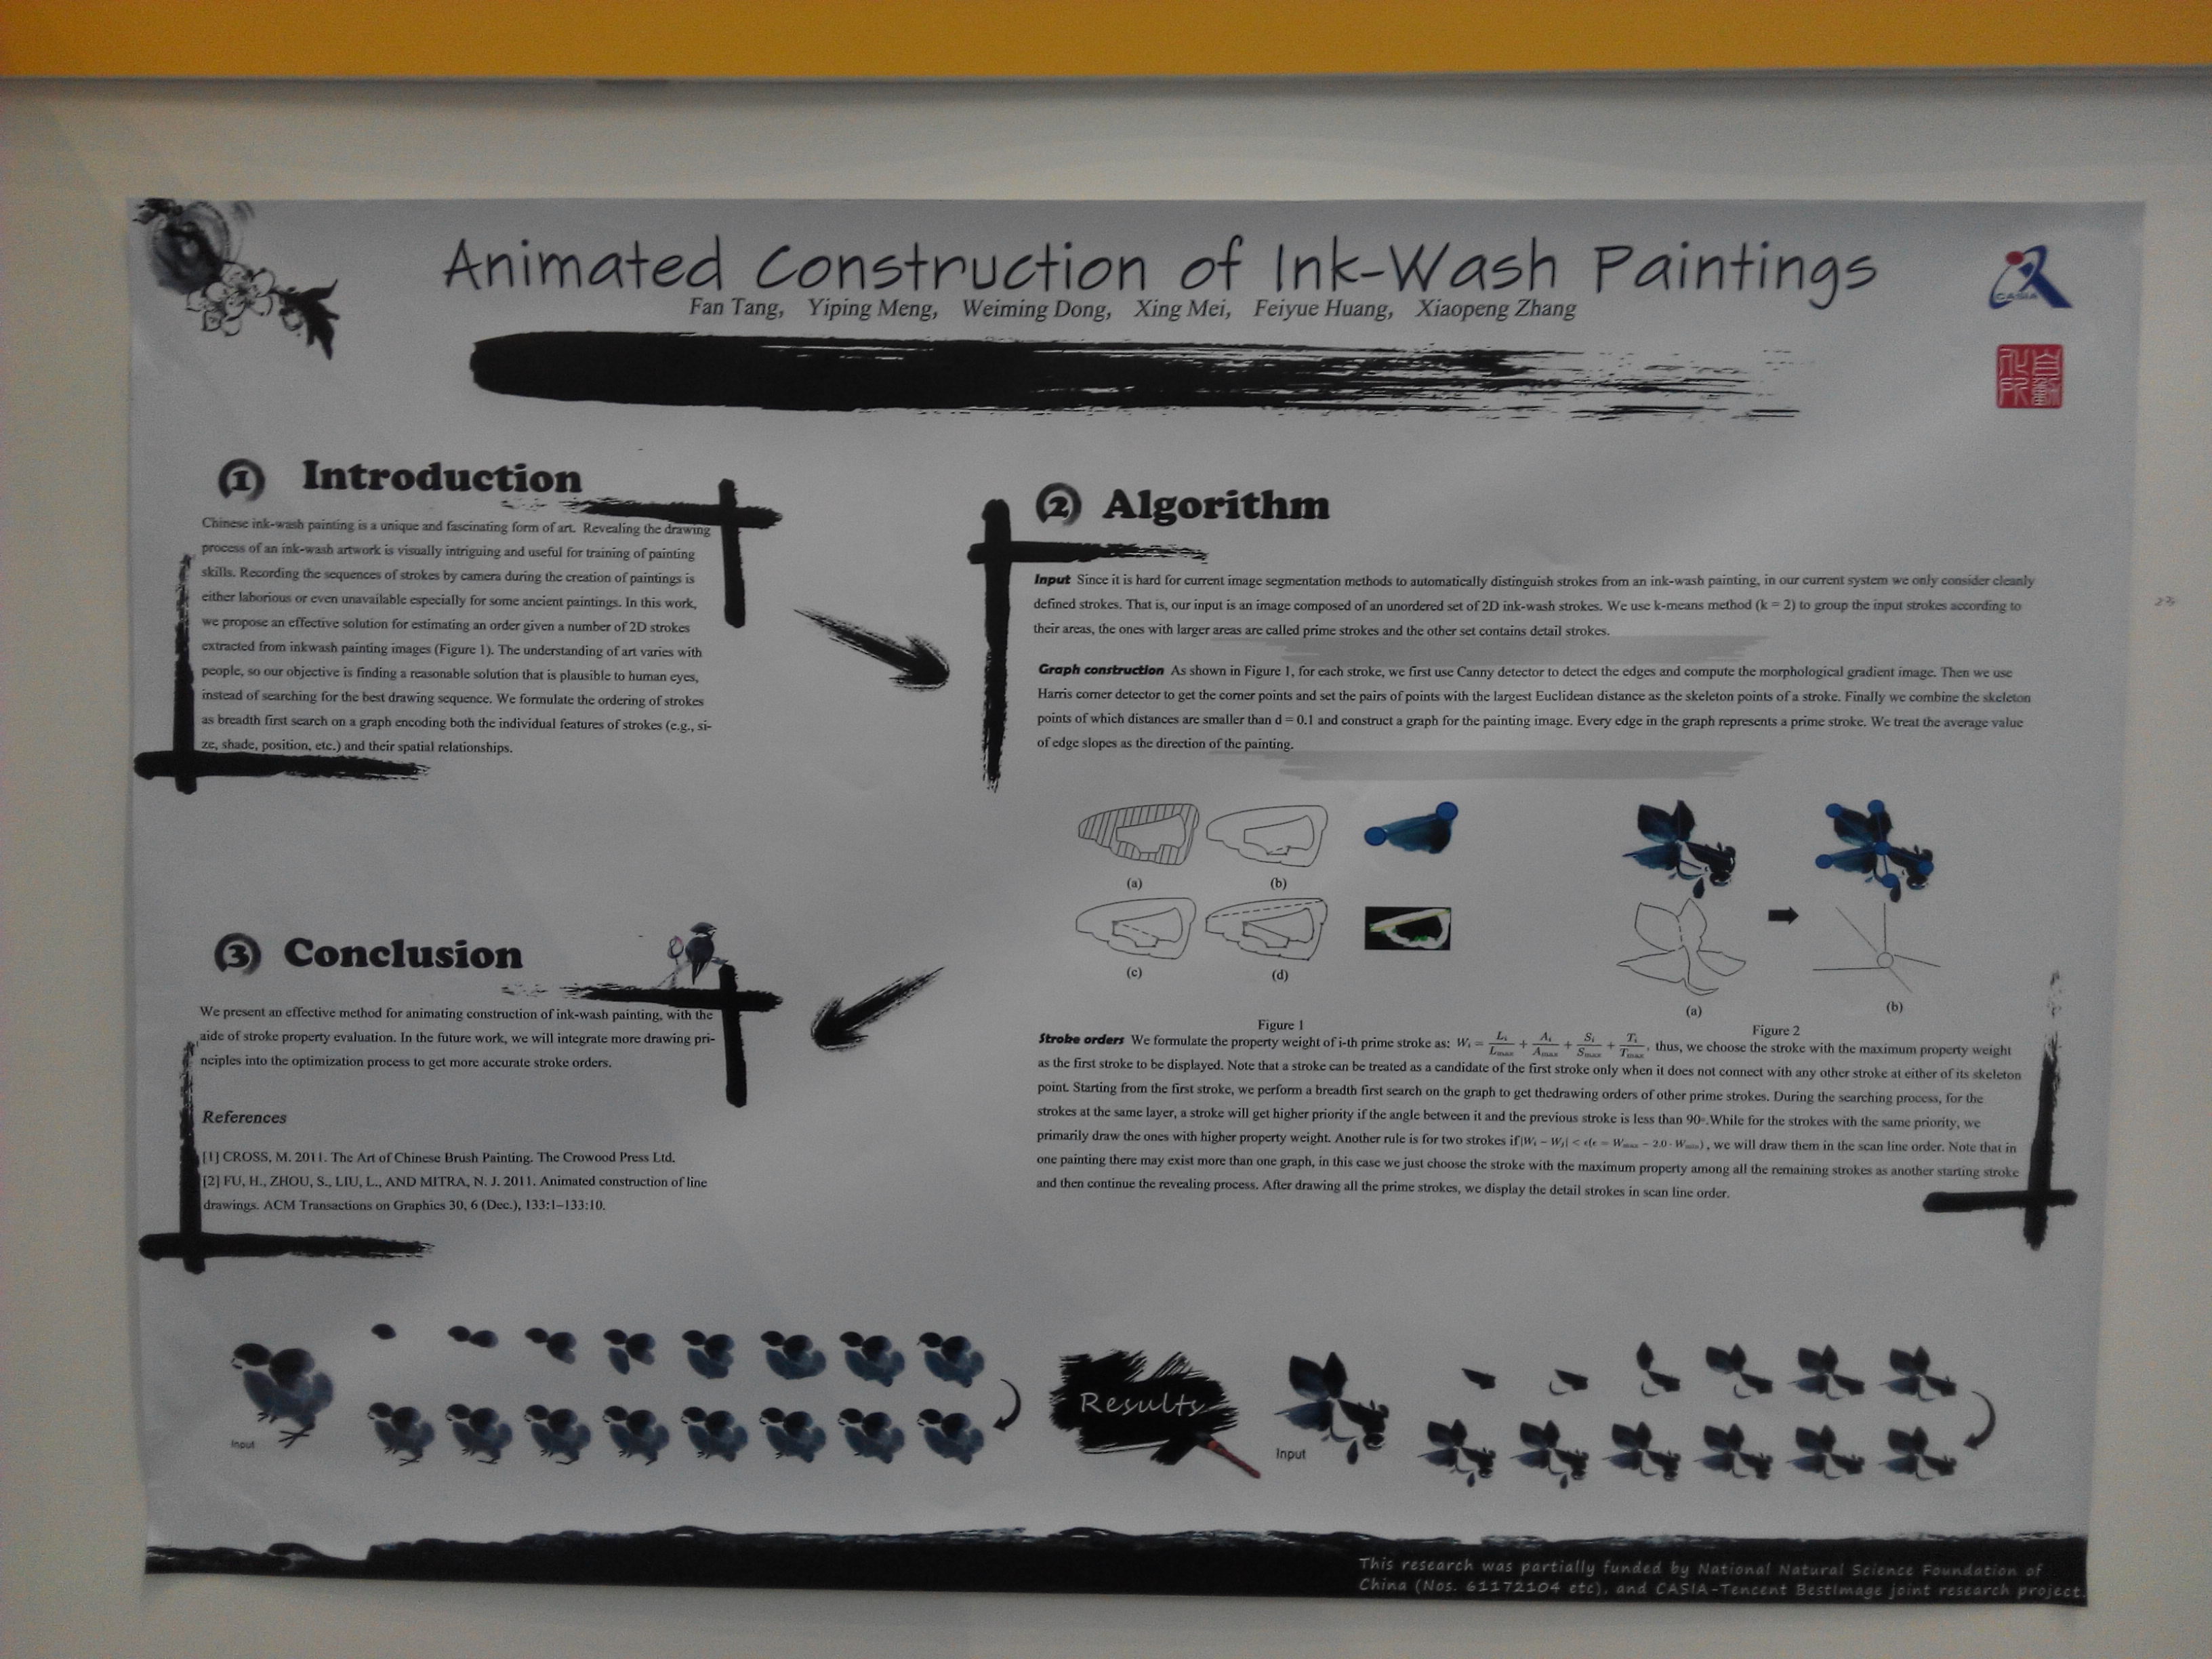 Animated Construction of Ink-Wash Paintings
Fan Tang, Yiping Meng, Weiming Dong, Xing Mei, Feiyue Huang, Xiaopeng Zhang
CASIA
1 Introduction
Chinese ink-wash painting is a unique and fascinating form of art. Revealing the drawing
process of an ink-wash artwork is visually intriguing and useful for training of painting
skills. Recording the sequences of strokes by camera during the creation of paintings is
either laborious or even unavailable especially for some ancient paintings. In this work,
we propose an effective solution for estimating an order given a number of 2D strokes
extracted from inkwash painting images (Figure 1). The understanding of art varies with
people, so our objective is finding a reasonable solution that is plausible to human eyes,
instead of searching for the best drawing sequence. We formulate the ordering of strokes
as breadth first search on a graph encoding both the individual features of strokes (e.g., si-
ze, shade, position, etc.) and their spatial relationships.
2 Algorithm
Input Since it is hard for current image segmentation methods to automatically distinguish strokes from an ink-wash painting, in our current system we only consider cleanly
defined strokes. That is, our input is an image composed of an unordered set of 2D ink-wash strokes. We use k-means method (k = 2) to group the input strokes according to
their areas, the ones with larger areas are called prime strokes and the other set contains detail strokes.
Graph construction As shown in Figure 1, for each stroke, we first use Canny detector to detect the edges and compute the morphological gradient image. Then we use
Harris corner detector to get the corner points and set the pairs of points with the largest Euclidean distance as the skeleton points of a stroke. Finally we combine the skeleton
points of which distances are smaller than d = 0.1 and construct a graph for the painting image. Every edge in the graph represents a prime stroke. We treat the average value
of edge slopes as the direction of the painting.
(a) (b)
(c) (d)
Figure 1
(a) (b)
Figure 2
Stroke orders We formulate the property weight of i-th prime stroke as: W_i = L_i/L_max + A_i/A_max + S_i/S_max + T_i/T_max, thus, we choose the stroke with the maximum property weight
as the first stroke to be displayed. Note that a stroke can be treated as a candidate of the first stroke only when it does not connect with any other stroke at either of its skeleton
point. Starting from the first stroke, we perform a breadth first search on the graph to get thedrawing orders of other prime strokes. During the searching process, for the
strokes at the same layer, a stroke will get higher priority if the angle between it and the previous stroke is less than 90◦.While for the strokes with the same priority, we
primarily draw the ones with higher property weight. Another rule is for two strokes if |W_i − W_j| < ϵ(ϵ = W_max − 2.0 · W_min), we will draw them in the scan line order. Note that in
one painting there may exist more than one graph, in this case we just choose the stroke with the maximum property among all the remaining strokes as another starting stroke
and then continue the revealing process. After drawing all the prime strokes, we display the detail strokes in scan line order.
3 Conclusion
We present an effective method for animating construction of ink-wash painting, with the
aide of stroke property evaluation. In the future work, we will integrate more drawing pri-
nciples into the optimization process to get more accurate stroke orders.
References
[1] CROSS, M. 2011. The Art of Chinese Brush Painting. The Crowood Press Ltd.
[2] FU, H., ZHOU, S., LIU, L., AND MITRA, N. J. 2011. Animated construction of line
drawings. ACM Transactions on Graphics 30, 6 (Dec.), 133:1–133:10.
Input
Results
Input
This research was partially funded by National Natural Science Foundation of
China (Nos. 61172104 etc), and CASIA-Tencent BestImage joint research project.